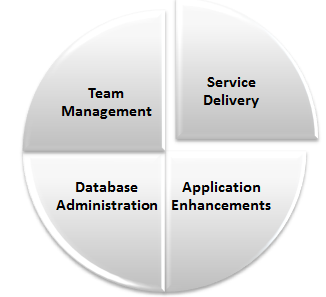 Team
Management
Service
Delivery
Database
Administration
Application
Enhancements